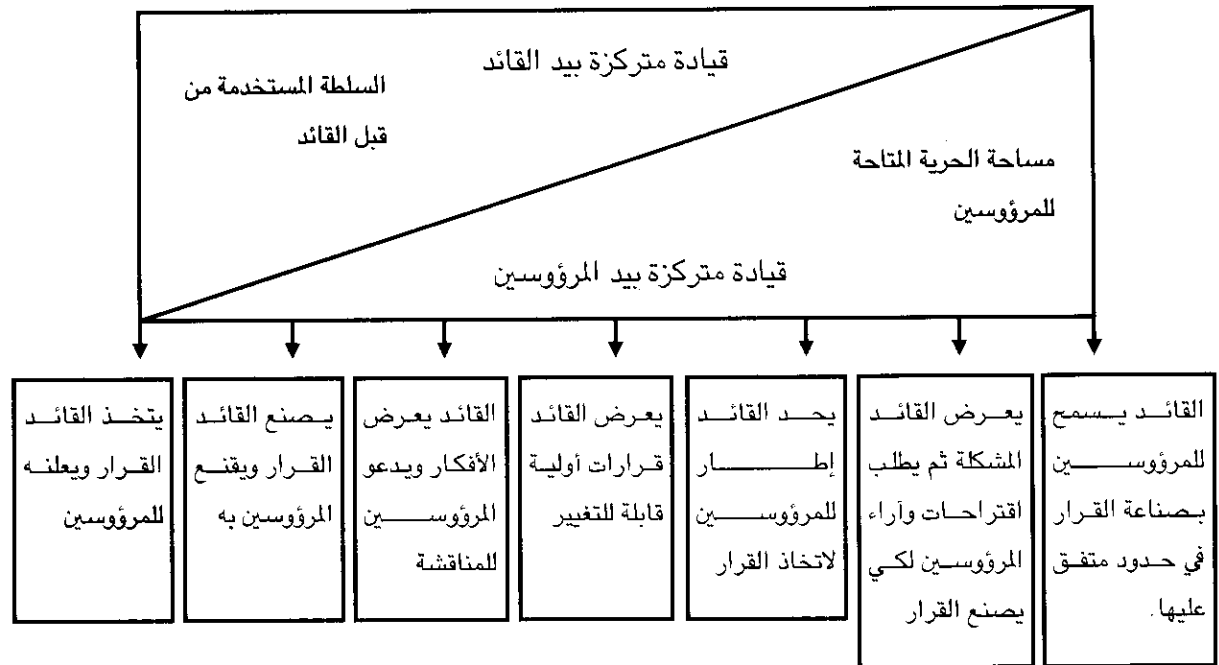 قيادة متركزة بيد القائد
السلطة المستخدمة من
قبل القائد
مساحة الحرية المتاحة
للمرؤوسين
قيادة متركزة بيد المرؤوسين
القائد يسمح
للمرؤوسين
بصناعة القرار
في حدود متفق
عليها.
يعرض القائد
المشكلة ثم يطلب
اقتراحات وآراء
المرؤوسين لكي
يصنع القرار
يحد القائد
إطار
للمرؤوسين
لاتخاذ القرار
يعرض القائد
قرارات أولية
قابلة للتغيير
القائد يعرض
الأفكار ويدعو
المرؤوسين
للمناقشة
يصنع القائد
القرار ويقنع
المرؤوسين به
يتخذ القائد
القرار ويعلنه
للمرؤوسين